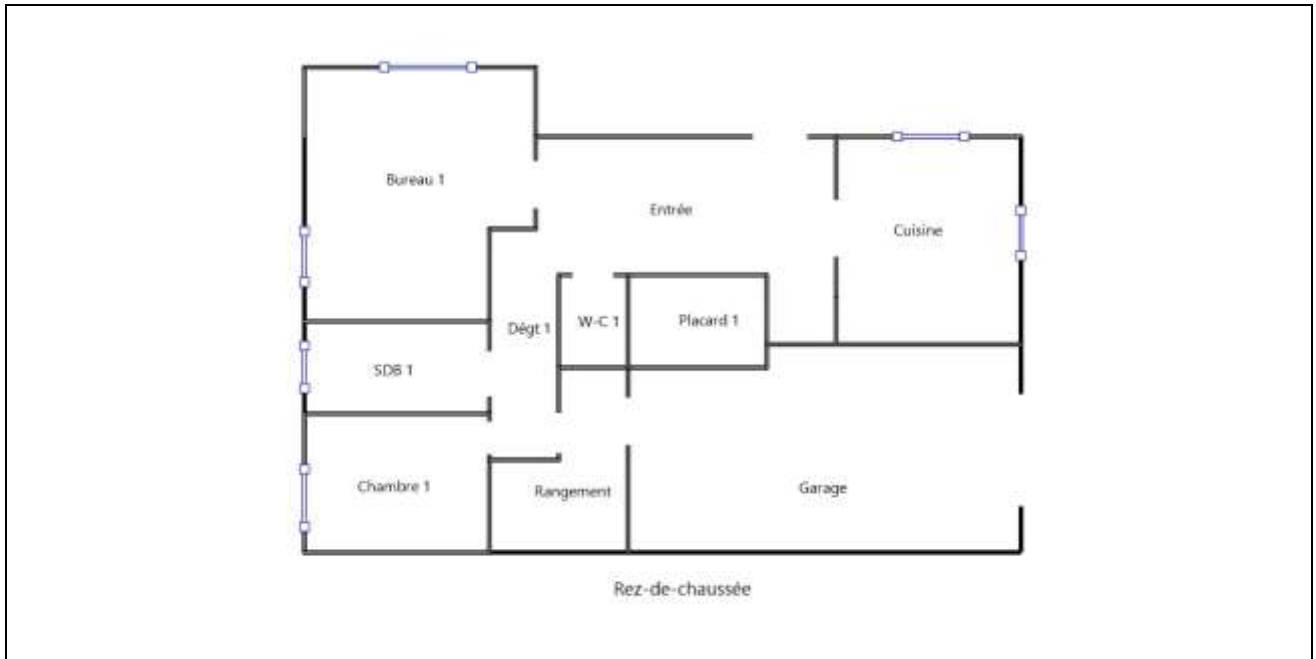 Bureau 1
Entrée
Cuisine
Dégt 1
W-C 1
Placard 1
SDB 1
Chambre 1
Rangement
Garage
Rez-de-chaussée